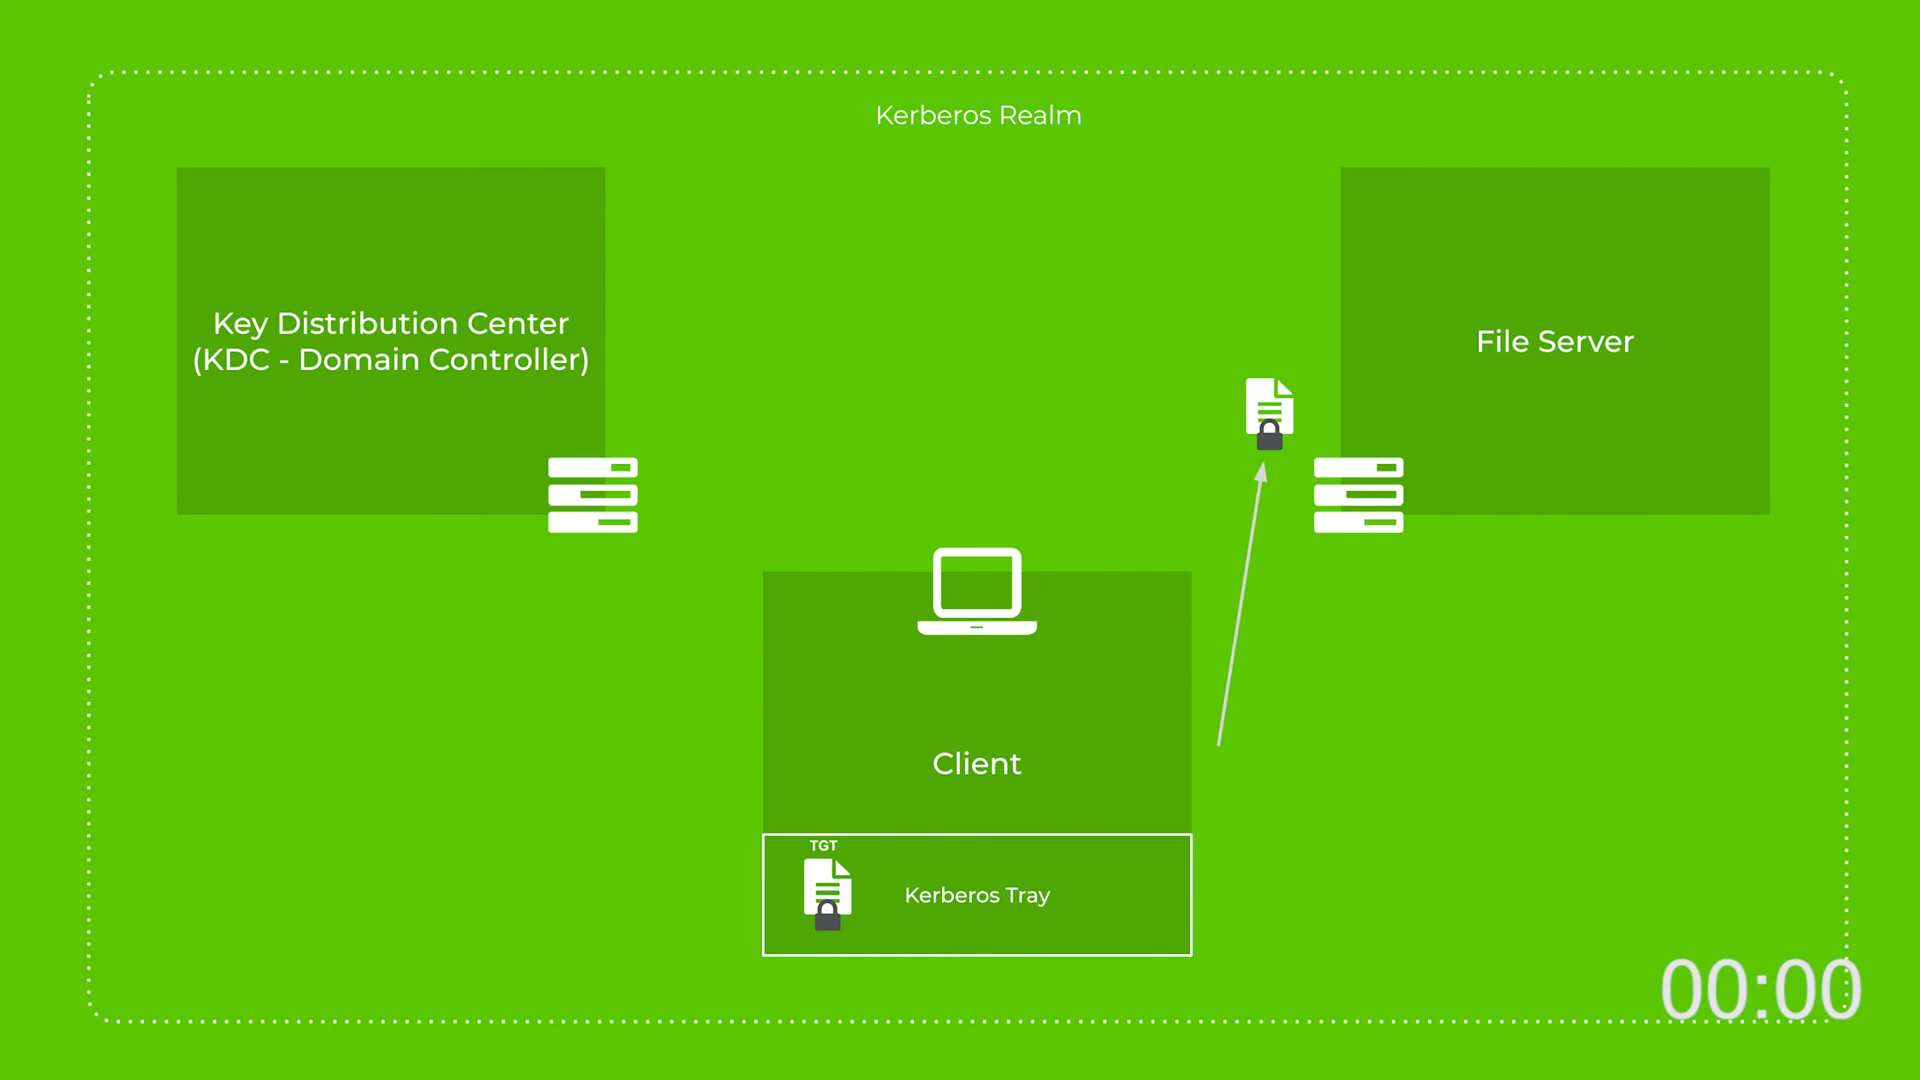 Kerberos Realm
Key Distribution Center
(KDC - Domain Controller)
File Server
Client
TGT
Kerberos Tray
00:00